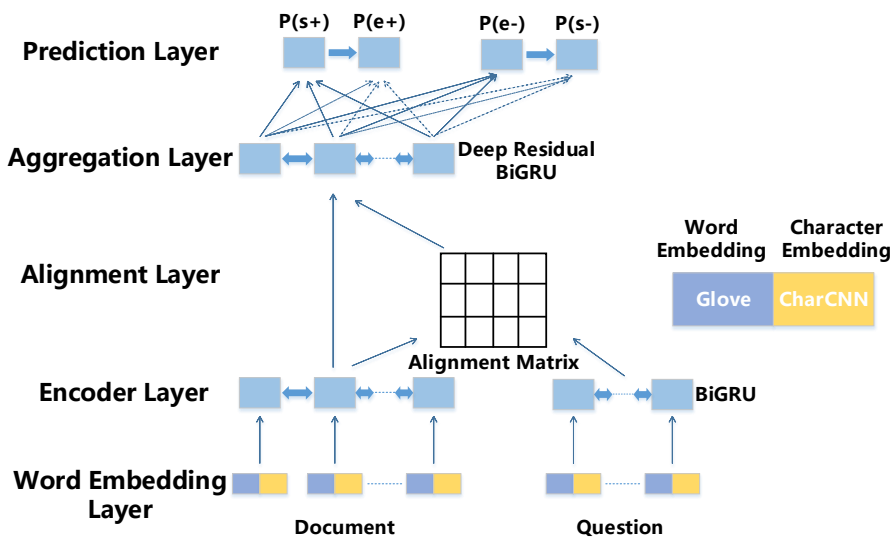 P(s+) P(e+) P(e-) P(s-)
Prediction Layer
Aggregation Layer
Deep Residual
BiGRU
Word
Embedding
Character
Embedding
Alignment Layer
Glove CharCNN
Alignment Matrix
Encoder Layer
BiGRU
Word Embedding
Layer
Document Question